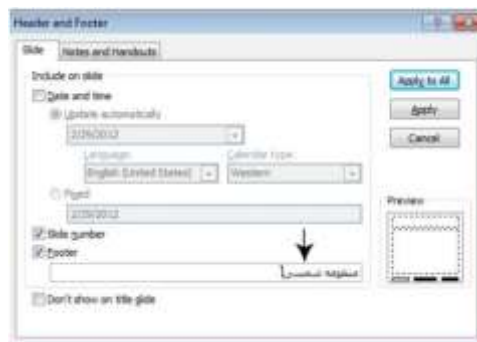 Header and Footer
Slide
Notes and Handouts
Include on slide
Date and time
Update automatically
2/29/2012
Language:
Calendar type:
English (United States)
Western
Fixed
2/29/2012
Slide number
Footer
Don't show on title slide
Apply to All
Apply
Cancel
Preview